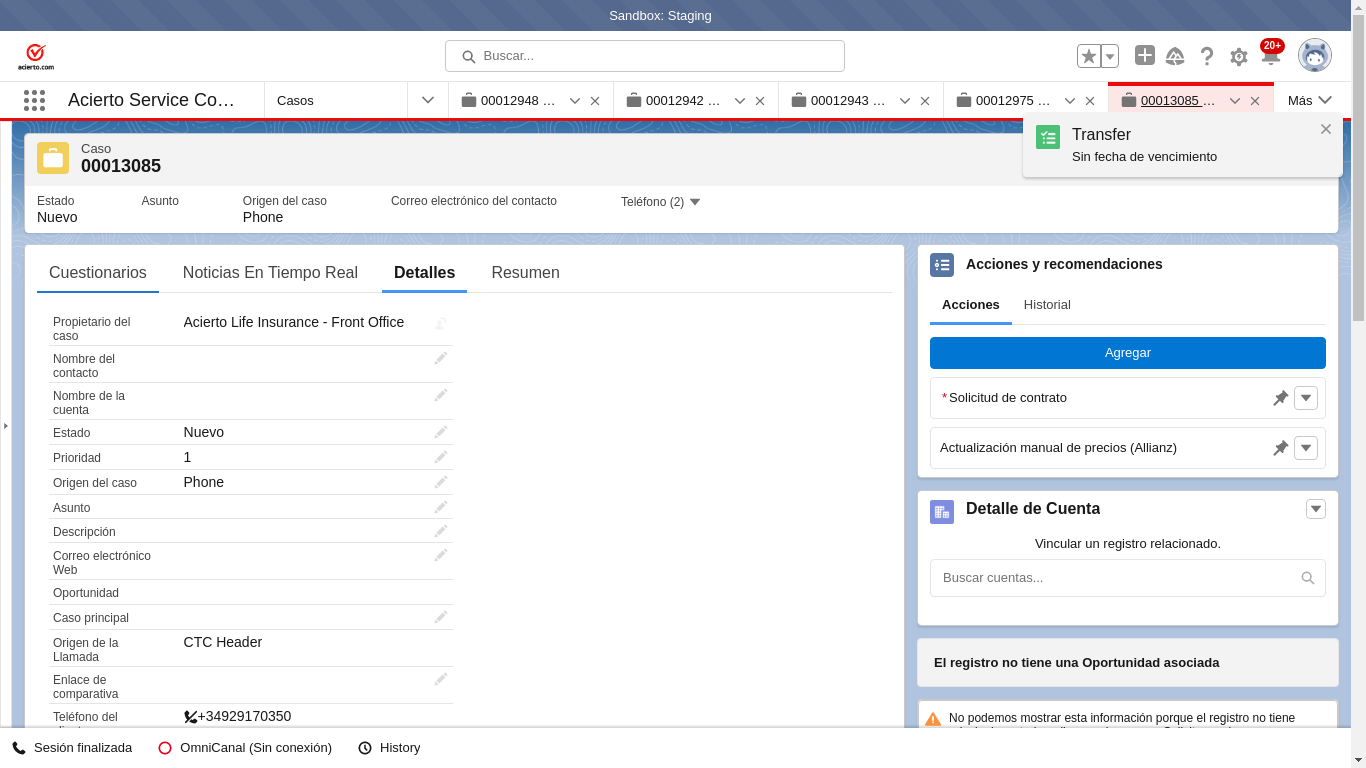 Sandbox: Staging
acierto.com
Buscar...
20+
Acierto Service Co…
Casos
00012948 …
00012942 …
00012943 …
00012975 …
00013085 …
Más
Transfer
Sin fecha de vencimiento
Caso
00013085
Estado
Nuevo
Asunto
Origen del caso
Phone
Correo electrónico del contacto
Teléfono (2)
Cuestionarios
Noticias En Tiempo Real
Detalles
Resumen
Propietario del
caso
Acierto Life Insurance - Front Office
Nombre del
contacto
Nombre de la
cuenta
Estado
Nuevo
Prioridad
1
Origen del caso
Phone
Asunto
Descripción
Correo electrónico
Web
Oportunidad
Caso principal
Origen de la
Llamada
CTC Header
Enlace de
comparativa
Teléfono del
+34929170350
Acciones y recomendaciones
Acciones
Historial
Agregar
*Solicitud de contrato
Actualización manual de precios (Allianz)
Detalle de Cuenta
Vincular un registro relacionado.
Buscar cuentas...
El registro no tiene una Oportunidad asociada
No podemos mostrar esta información porque el registro no tiene
Sesión finalizada
OmniCanal (Sin conexión)
History